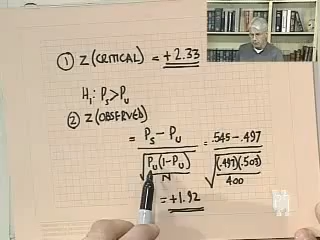 ① Z (CRITICAL) = +2.33
H₁: Pₛ > Pᵤ
② Z (OBSERVED)
= Pₛ - Pᵤ / √(Pᵤ(1-Pᵤ)/N) = .545-.497 / √((.497)(.503)/400)
= +1.92